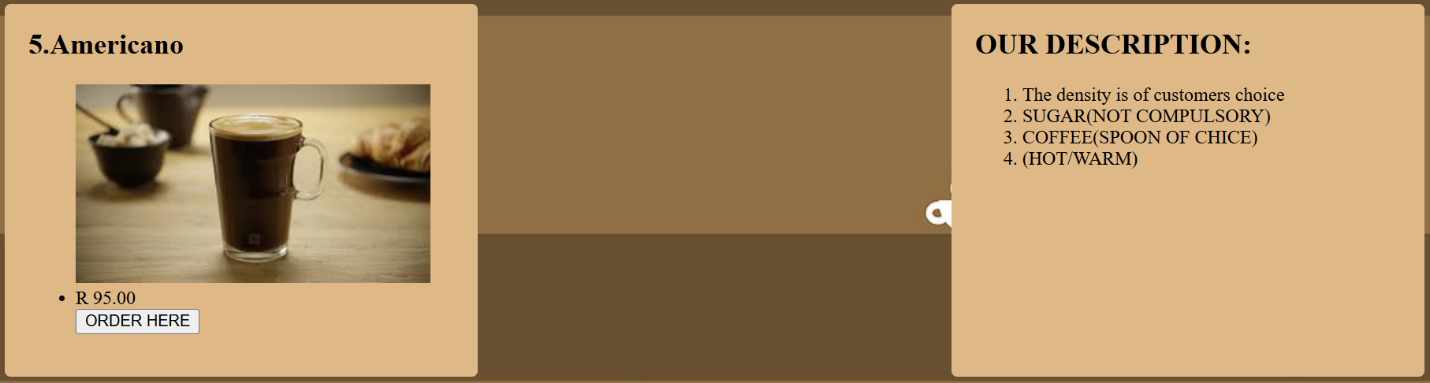 5.Americano
R 95.00
ORDER HERE
OUR DESCRIPTION:
1. The density is of customers choice
2. SUGAR(NOT COMPULSORY)
3. COFFEE(SPOON OF CHICE)
4. (HOT/WARM)